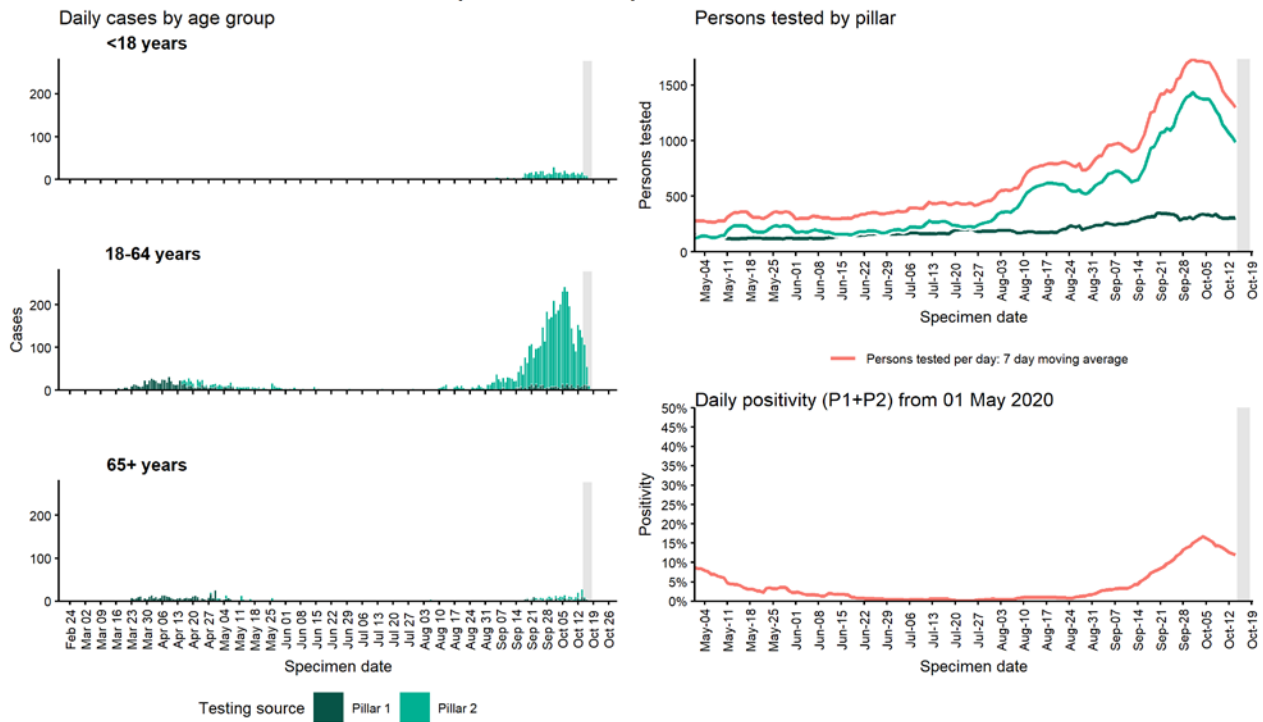 Daily cases by age group
<18 years
200
100
0
18-64 years
200
100
0
65+ years
200
100
0
Cases
Feb 24
Mar 02
Mar 09
Mar 16
Mar 23
Mar 30
Apr 06
Apr 13
Apr 20
Apr 27
May 04
May 11
May 18
May 25
Jun 01
Jun 08
Jun 15
Jun 22
Jun 29
Jul 06
Jul 13
Jul 20
Jul 27
Aug 03
Aug 10
Aug 17
Aug 24
Aug 31
Sep 07
Sep 14
Sep 21
Sep 28
Oct 05
Oct 12
Oct 19
Oct 26
Specimen date
Testing source Pillar 1 Pillar 2
Persons tested by pillar
1500
1000
500
0
Persons tested
May-04
May-11
May-18
May-25
Jun-01
Jun-08
Jun-15
Jun-22
Jun-29
Jul-06
Jul-13
Jul-20
Jul-27
Aug-03
Aug-10
Aug-17
Aug-24
Aug-31
Sep-07
Sep-14
Sep-21
Sep-28
Oct-05
Oct-12
Oct-19
Specimen date
Persons tested per day: 7 day moving average
Daily positivity (P1+P2) from 01 May 2020
50%
45%
40%
35%
30%
25%
20%
15%
10%
5%
0%
Positivity
May-04
May-11
May-18
May-25
Jun-01
Jun-08
Jun-15
Jun-22
Jun-29
Jul-06
Jul-13
Jul-20
Jul-27
Aug-03
Aug-10
Aug-17
Aug-24
Aug-31
Sep-07
Sep-14
Sep-21
Sep-28
Oct-05
Oct-12
Oct-19
Specimen date